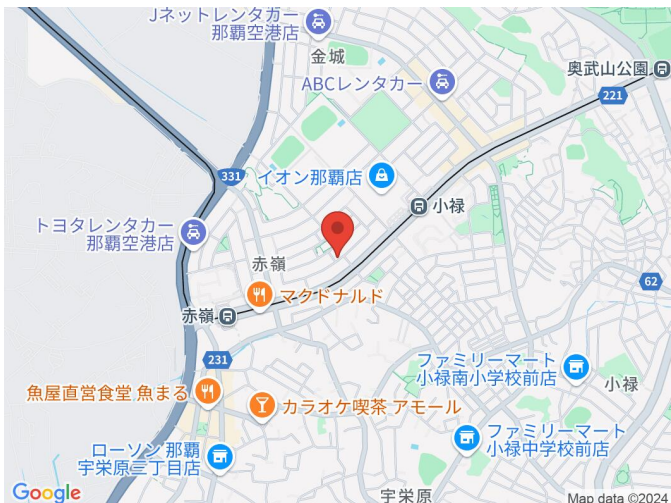 Jネットレンタカー
那覇空港店
金城
ABCレンタカー
奥武山公園
221
331
イオン那覇店
小禄
トヨタレンタカー
那覇空港店
赤嶺
マクドナルド
赤嶺
62
231
ファミリーマート
小禄南小学校前店
小禄
魚屋直営食堂 魚まる
カラオケ喫茶 アモール
ファミリーマート
小禄中学校前店
ローソン 那覇
宇栄原三丁目店
宇栄原
Google
Map data ©2024